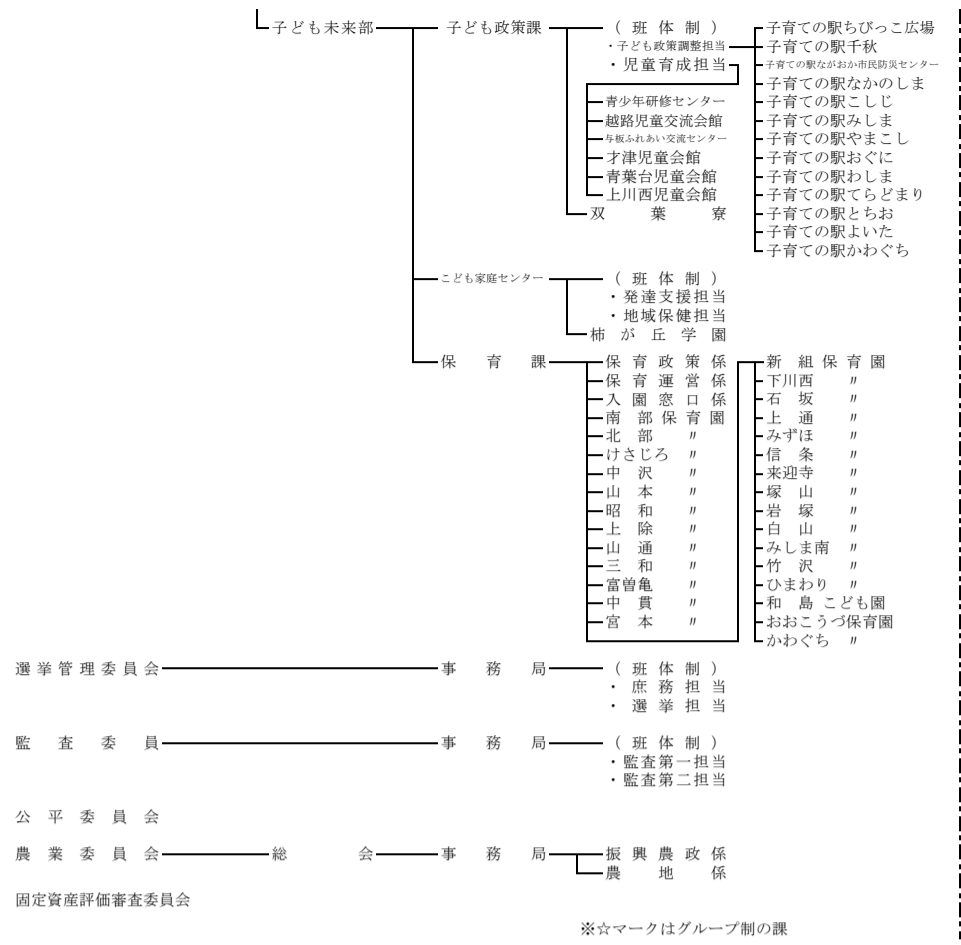 子ども未来部 子ども政策課 （班体制） 子育ての駅ちびっこ広場
・子ども政策調整担当 子育ての駅千秋
・児童育成担当 子育ての駅ながおか市民防災センター
子育ての駅なかのしま
青少年研修センター 子育ての駅こしじ
越路児童交流会館 子育ての駅みしま
与板ふれあい交流センター 子育ての駅やまこし
才津児童会館 子育ての駅おぐに
青葉台児童会館 子育ての駅わしま
上川西児童会館 子育ての駅てらどまり
双葉寮 子育ての駅とちお
子育ての駅よいた
子育ての駅かわぐち
こども家庭センター （班体制）
・発達支援担当
・地域保健担当
柿が丘学園
保育課 保育政策係 新組保育園
保育運営係 下川西 〃
入園窓口係 石坂 〃
南部保育園 上通 〃
北部 〃 みずほ 〃
けさじろ 〃 信条 〃
中沢 〃 来迎寺 〃
山本 〃 塚山 〃
昭和 〃 岩塚 〃
上除 〃 白山 〃
山通 〃 みしま南 〃
三和 〃 竹沢 〃
富曽亀 〃 ひまわり 〃
中貫 〃 和島こども園
宮本 〃 おおこうづ保育園
かわぐち 〃
選挙管理委員会 事務局 （班体制）
・庶務担当
・選挙担当
監査委員 事務局 （班体制）
・監査第一担当
・監査第二担当
公平委員会
農業委員会 総会 事務局 振興農政係
農地係
固定資産評価審査委員会
※☆マークはグループ制の課